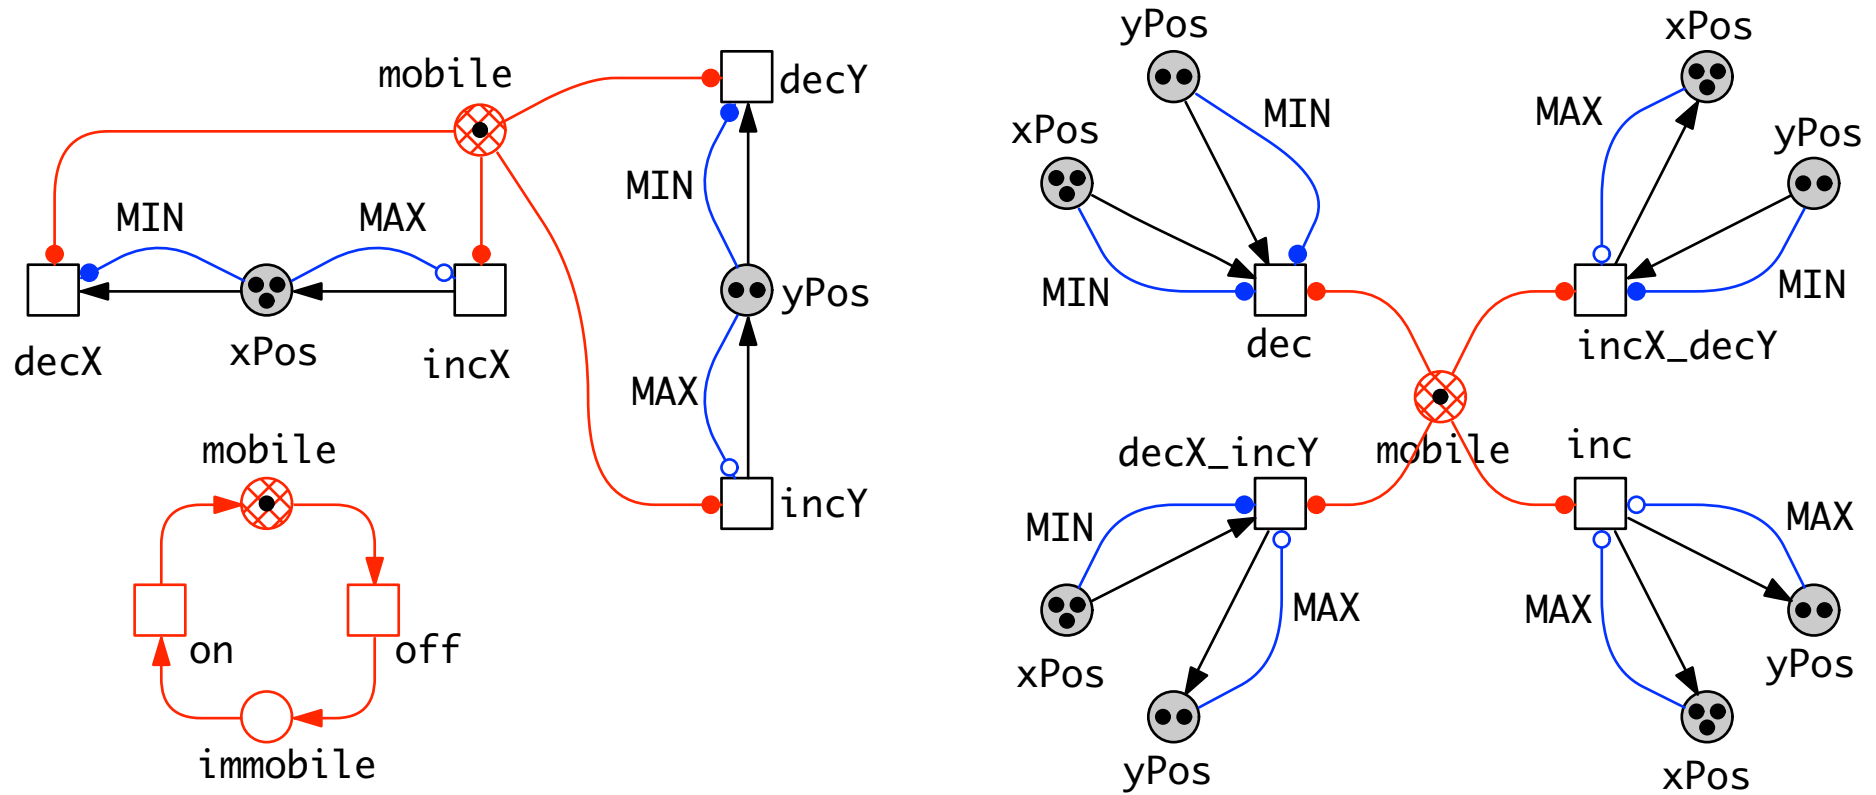 mobile
decY
MIN
MIN
MAX
yPos
decX
xPos
incX
MAX
incY
mobile
on
off
immobile
yPos
xPos
MIN
MAX
xPos
yPos
MIN
MIN
dec
incX_decY
decX_incY
mobile
inc
MIN
MAX
MAX
MAX
xPos
yPos
yPos
xPos